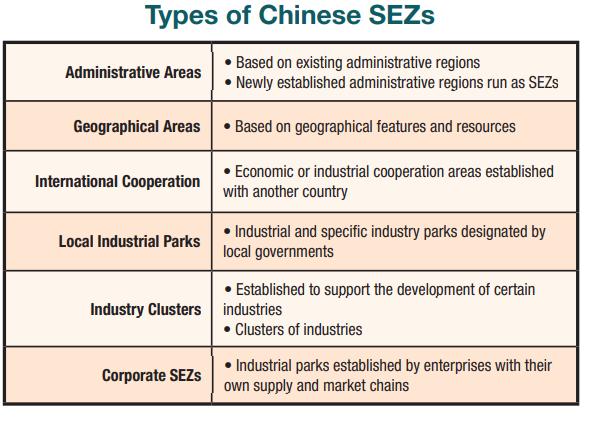 Types of Chinese SEZs
Administrative Areas
• Based on existing administrative regions
• Newly established administrative regions run as SEZs
Geographical Areas
• Based on geographical features and resources
International Cooperation
• Economic or industrial cooperation areas established
with another country
Local Industrial Parks
• Industrial and specific industry parks designated by
local governments
Industry Clusters
• Established to support the development of certain
industries
• Clusters of industries
Corporate SEZs
• Industrial parks established by enterprises with their
own supply and market chains